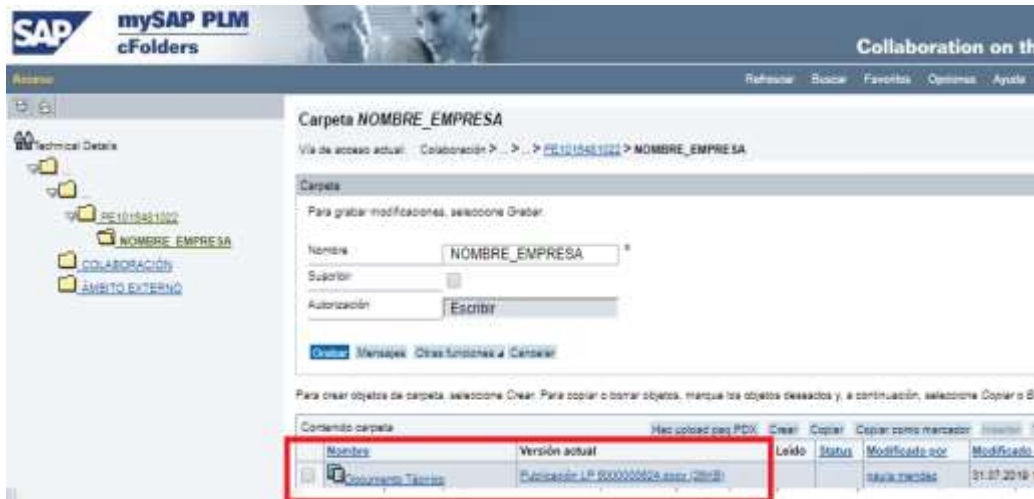 SAP
mySAP PLM
cFolders
Collaboration on th
Acceso
Refrescar Buscar Favoritos Opciones Ayuda
Technical Details
PE1015481022
NOMBRE_EMPRESA
COLABORACIÓN
ÁMBITO EXTERNO
Carpeta NOMBRE_EMPRESA
Vía de acceso actual: Colaboración > ... > ... > PE1015481022 > NOMBRE_EMPRESA
Carpeta
Para grabar modificaciones, seleccione Grabar.
Nombre NOMBRE_EMPRESA *
Suscritor
Autorización Escribir
Grabar Mensajes Otras funciones Cancelar
Para crear objetos de carpeta, seleccione Crear. Para copiar o borrar objetos, marque los objetos deseados y, a continuación, seleccione Copiar o B
Contenido carpeta Hac.upload paq.PDX Crear Copiar Copiar como marcador
Nombre Versión actual Leído Status Modificado por Modificado
Documento Técnico paula mendez 31.07.2019